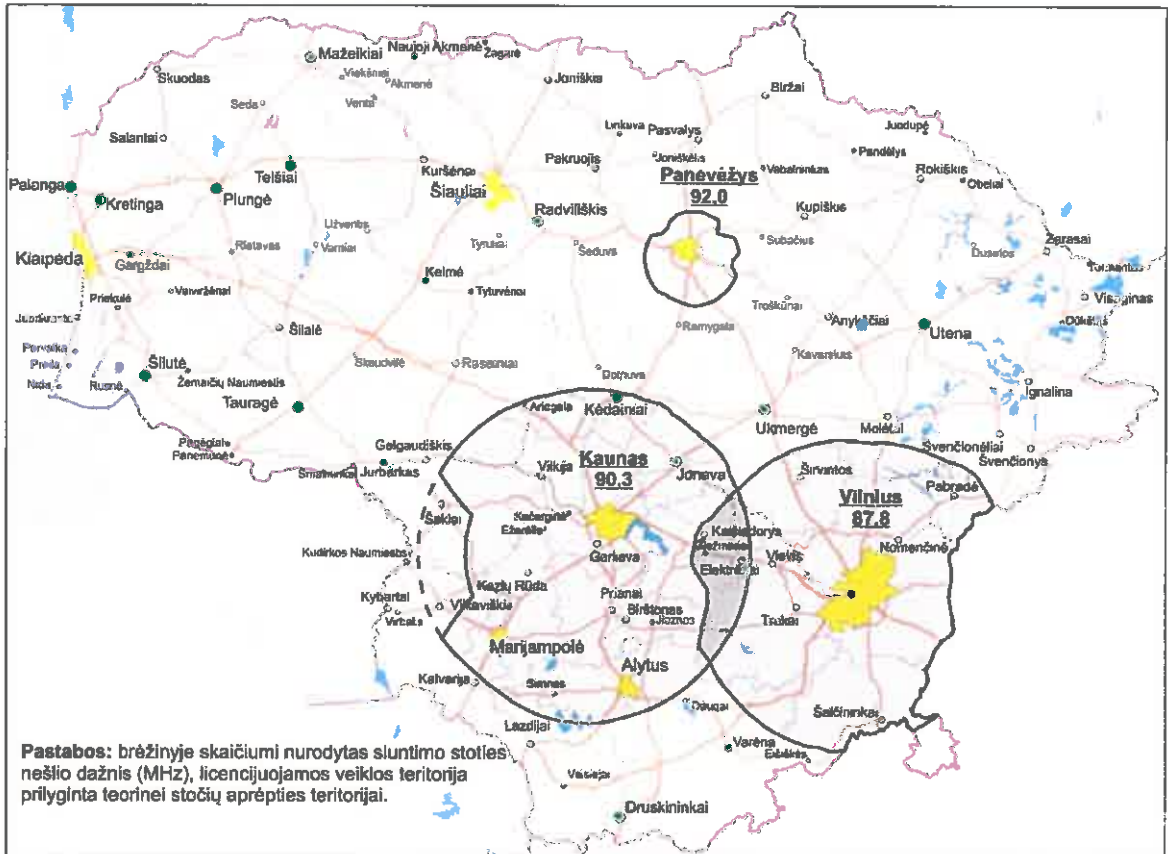 Mažeikiai
Naujoji Akmenė
Žagarė
Skuodas
Viekšniai
Akmenė
Joniškis
Biržai
Seda
Venta
Salantai
Linkuva
Pasvalys
Juodupė
Pandėlys
Joniškėlis
Kuršėnai
Pakruojis
Vabalninkas
Rokiškis
Obeliai
Telšiai
Palanga
Plungė
Kretinga
Šiauliai
Panevėžys
92,0
Radviliškis
Kupiškis
Užventis
Rietavas
Varniai
Tyruliai
Šeduva
Subačius
Dusetos
Zarasai
Klaipėda
Gargždai
Kelmė
Tytuvėnai
Veiviržėnai
Priekulė
Troškūnai
Visaginas
Juodkrantė
Šilalė
Ramygala
Anykščiai
Utena
Dūkštas
Pervalka
Preila
Nida
Rusnė
Šilutė
Žemaičių Naumiestis
Skaudvilė
Raseiniai
Dotnuva
Kavarskas
Ignalina
Tauragė
Ariogala
Kėdainiai
Ukmergė
Molėtai
Švenčionėliai
Švenčionys
Pagėgiai
Panemunė
Gelgaudiškis
Smalininkai
Jurbarkas
Vilkija
Kaunas
90,3
Jonava
Širvintos
Vilnius
87,8
Pabradė
Šakiai
Kačerginė
Ežerėlis
Garliava
Kaišiadorys
Žiežmariai
Elektrėnai
Vievis
Nemenčinė
Kudirkos Naumiestis
Kazlų Rūda
Prienai
Birštonas
Jieznas
Trakai
Kybartai
Virbalis
Vilkaviškis
Marijampolė
Alytus
Kalvarija
Simnas
Daugai
Šalčininkai
Lazdijai
Varėna
Eišiškės
Veisiejai
Druskininkai
Pastabos: brėžinyje skaičiumi nurodytas siuntimo stoties
nešlio dažnis (MHz), licencijuojamos veiklos teritorija
prilyginta teorinei stočių aprėpties teritorijai.